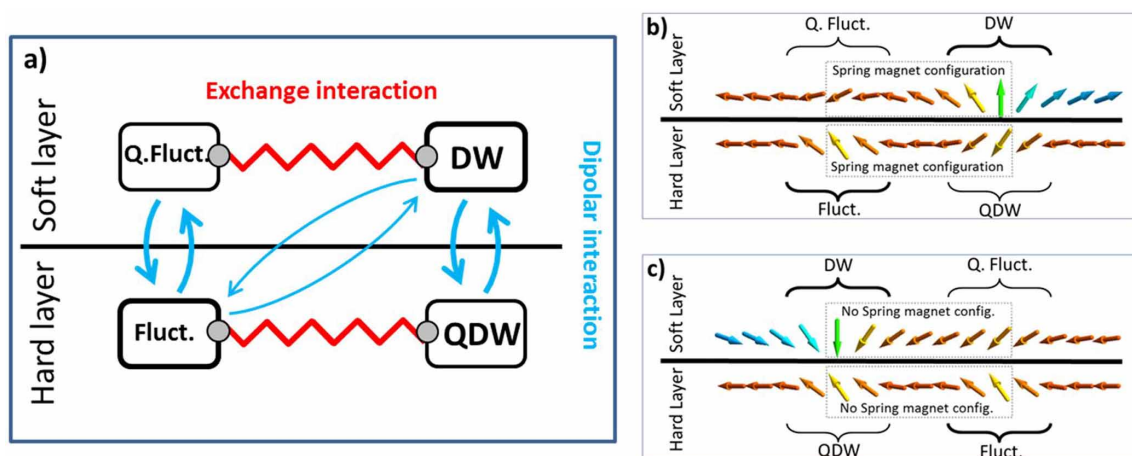 a)
Exchange interaction
Soft layer
Q.Fluct.
DW
Dipolar interaction
Hard layer
Fluct.
QDW
b)
Q. Fluct.
DW
Soft Layer
Spring magnet configuration
Hard Layer
Spring magnet configuration
Fluct.
QDW
c)
DW
Q. Fluct.
Soft Layer
No Spring magnet config.
Hard Layer
No Spring magnet config.
QDW
Fluct.